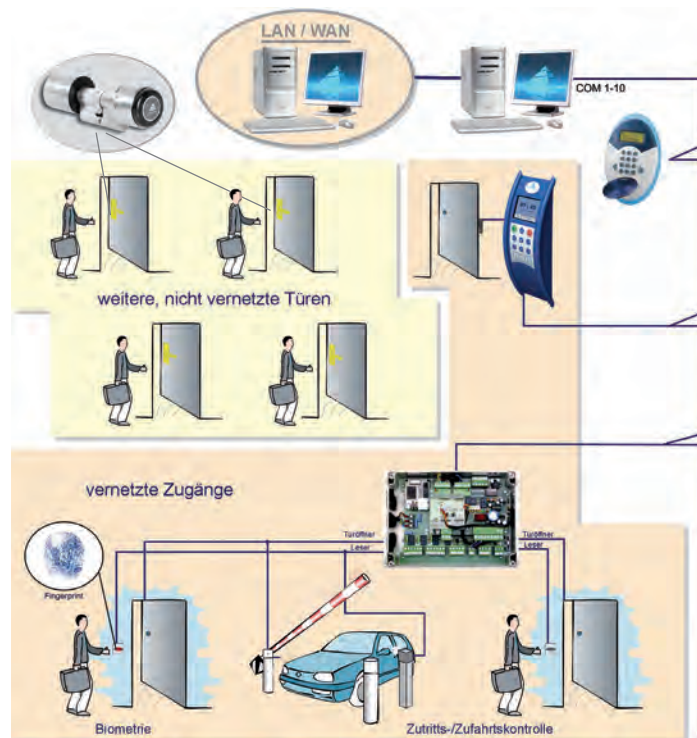 LAN / WAN
COM 1-10
weitere, nicht vernetzte Türen
vernetzte Zugänge
Türöffner
Leser
Türöffner
Leser
Fingerprint
Biometrie
Zutritts-/Zufahrtskontrolle